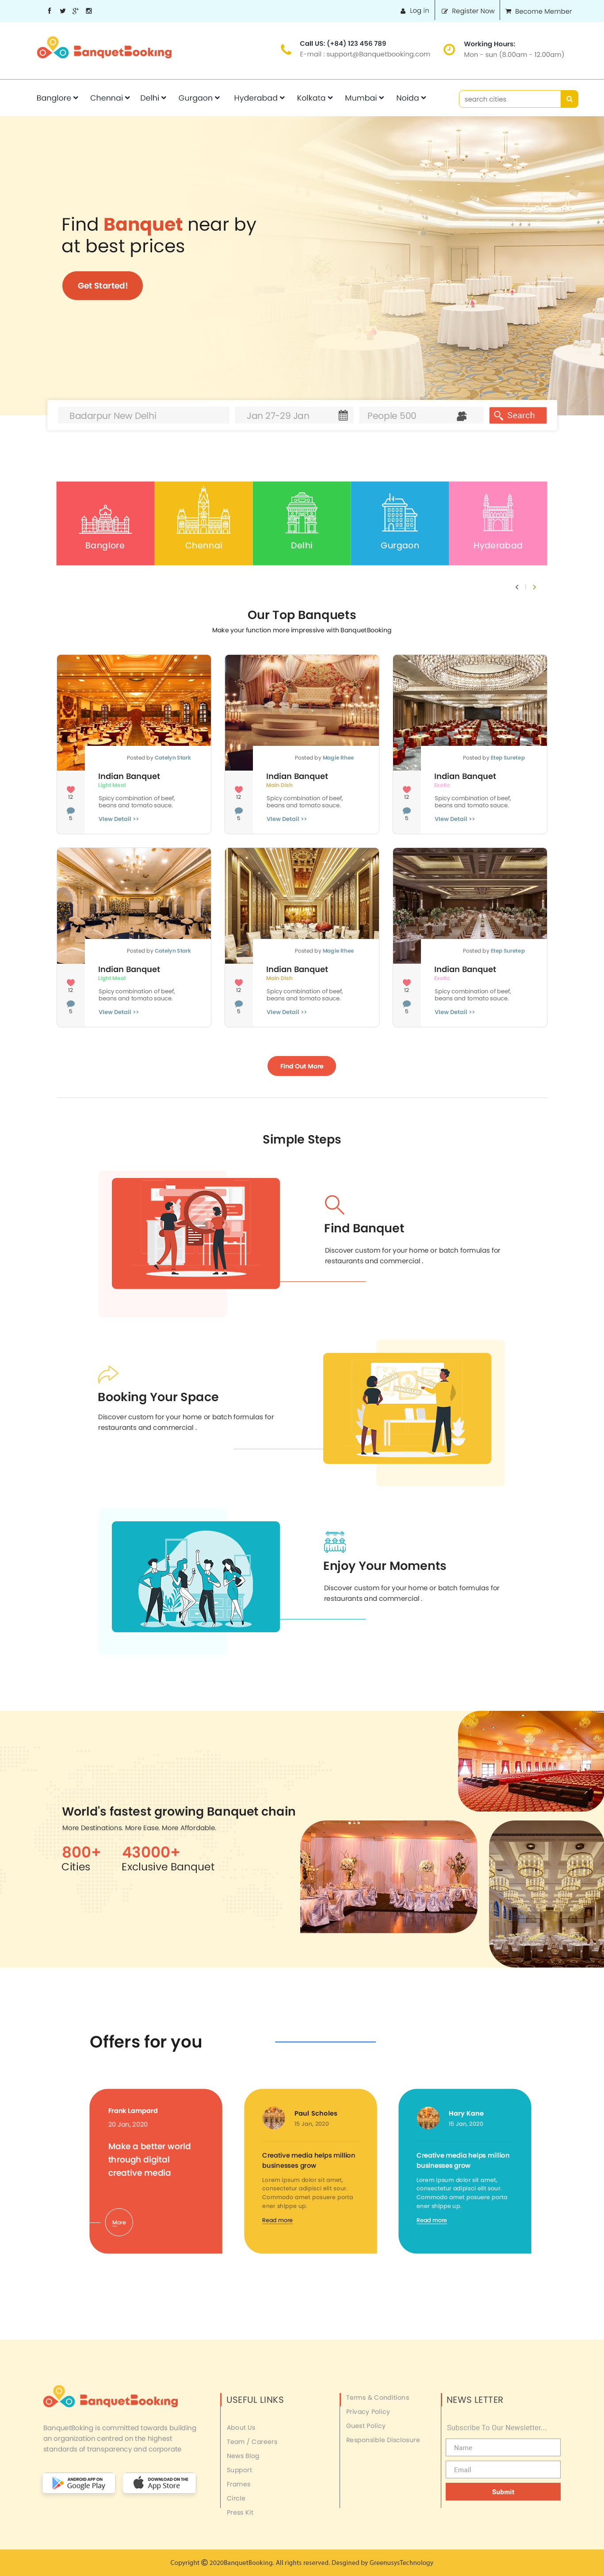 Log in
Register Now
Become Member
BanquetBooking
Call US: (+84) 123 456 789
E-mail : support@Banquetbooking.com
Working Hours:
Mon - sun (8.00am - 12.00am)
Banglore
Chennai
Delhi
Gurgaon
Hyderabad
Kolkata
Mumbai
Noida
search cities
Find Banquet near by
at best prices
Get Started!
Badarpur New Delhi
Jan 27-29 Jan
People 500
Search
Banglore
Chennai
Delhi
Gurgaon
Hyderabad
Our Top Banquets
Make your function more impressive with BanquetBooking
Posted by Catelyn Stark
Indian Banquet
Light Meal
Spicy combination of beef,
beans and tomato sauce.
View Detail >>
12
5
Posted by Magie Rhee
Indian Banquet
Main Dish
Spicy combination of beef,
beans and tomato sauce.
View Detail >>
12
5
Posted by Etep Suretep
Indian Banquet
Exotic
Spicy combination of beef,
beans and tomato sauce.
View Detail >>
12
5
Posted by Catelyn Stark
Indian Banquet
Light Meal
Spicy combination of beef,
beans and tomato sauce.
View Detail >>
12
5
Posted by Magie Rhee
Indian Banquet
Main Dish
Spicy combination of beef,
beans and tomato sauce.
View Detail >>
12
5
Posted by Etep Suretep
Indian Banquet
Exotic
Spicy combination of beef,
beans and tomato sauce.
View Detail >>
12
5
Find Out More
Simple Steps
Find Banquet
Discover custom for your home or batch formulas for
restaurants and commercial .
Booking Your Space
Discover custom for your home or batch formulas for
restaurants and commercial .
Enjoy Your Moments
Discover custom for your home or batch formulas for
restaurants and commercial .
World's fastest growing Banquet chain
More Destinations. More Ease. More Affordable.
800+
Cities
43000+
Exclusive Banquet
Offers for you
Frank Lampard
20 Jan, 2020
Make a better world
through digital
creative media
More
Paul Scholes
15 Jan, 2020
Creative media helps million
businesses grow
Lorem ipsum dolor sit amet,
consectetur adipiscing elit risus.
Commodo amet posuere porta
ener shippe up.
Read more
Hary Kane
15 Jan, 2020
Creative media helps million
businesses grow
Lorem ipsum dolor sit amet,
consectetur adipiscing elit risus.
Commodo amet posuere porta
ener shippe up.
Read more
BanquetBooking
BanquetBoking is committed towards building
an organization centred on the highest
standards of transparency and corporate
ANDROID APP ON
Google Play
DOWNLOAD ON THE
App Store
USEFUL LINKS
About Us
Team / Careers
News Blog
Support
Frames
Circle
Press Kit
Terms & Conditions
Privacy Policy
Guest Policy
Responsible Disclosure
NEWS LETTER
Subscribe To Our Newsletter...
Name
Email
Submit
Copyright © 2020BanquetBooking. All rights reserved. Desgined by GreenusysTechnology